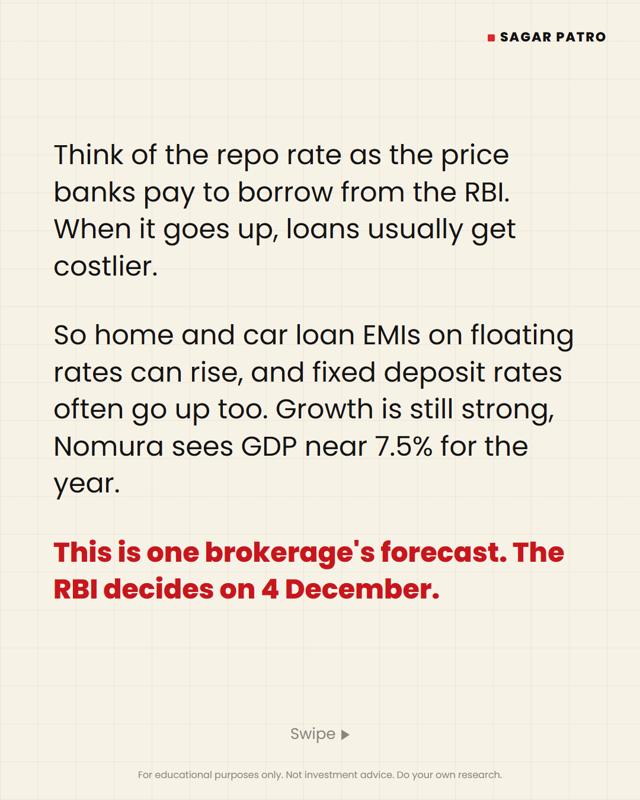 SAGAR PATRO
Think of the repo rate as the price
banks pay to borrow from the RBI.
When it goes up, loans usually get
costlier.
So home and car loan EMIs on floating
rates can rise, and fixed deposit rates
often go up too. Growth is still strong,
Nomura sees GDP near 7.5% for the
year.
This is one brokerage's forecast. The
RBI decides on 4 December.
Swipe
For educational purposes only. Not investment advice. Do your own research.